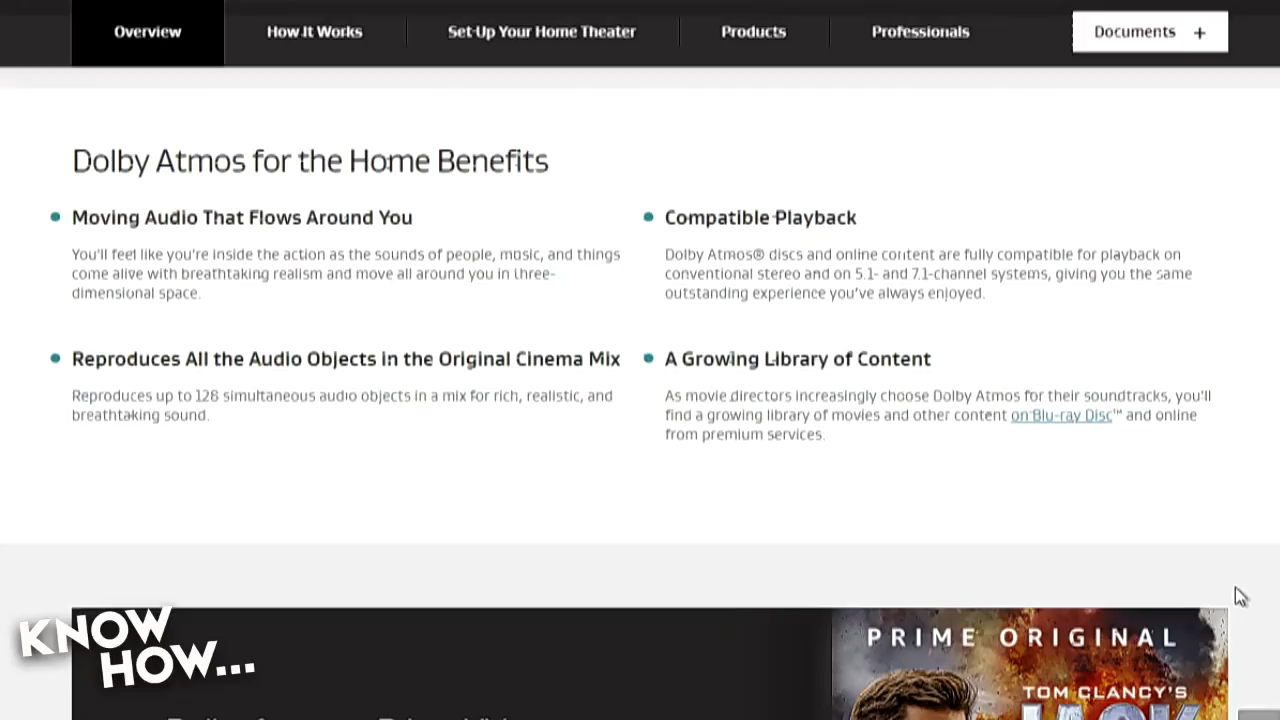 Overview
How It Works
Set-Up Your Home Theater
Products
Professionals
Documents +
Dolby Atmos for the Home Benefits
Moving Audio That Flows Around You
You'll feel like you're inside the action as the sounds of people, music, and things
come alive with breathtaking realism and move all around you in three-
dimensional space.
Compatible Playback
Dolby Atmos® discs and online content are fully compatible for playback on
conventional stereo and on 5.1- and 7.1-channel systems, giving you the same
outstanding experience you've always enjoyed.
Reproduces All the Audio Objects in the Original Cinema Mix
Reproduces up to 128 simultaneous audio objects in a mix for rich, realistic, and
breathtaking sound.
A Growing Library of Content
As movie directors increasingly choose Dolby Atmos for their soundtracks, you'll
find a growing library of movies and other content on Blu-ray Disc™ and online
from premium services.
KNOW
HOW...
PRIME ORIGINAL
TOM CLANCY'S